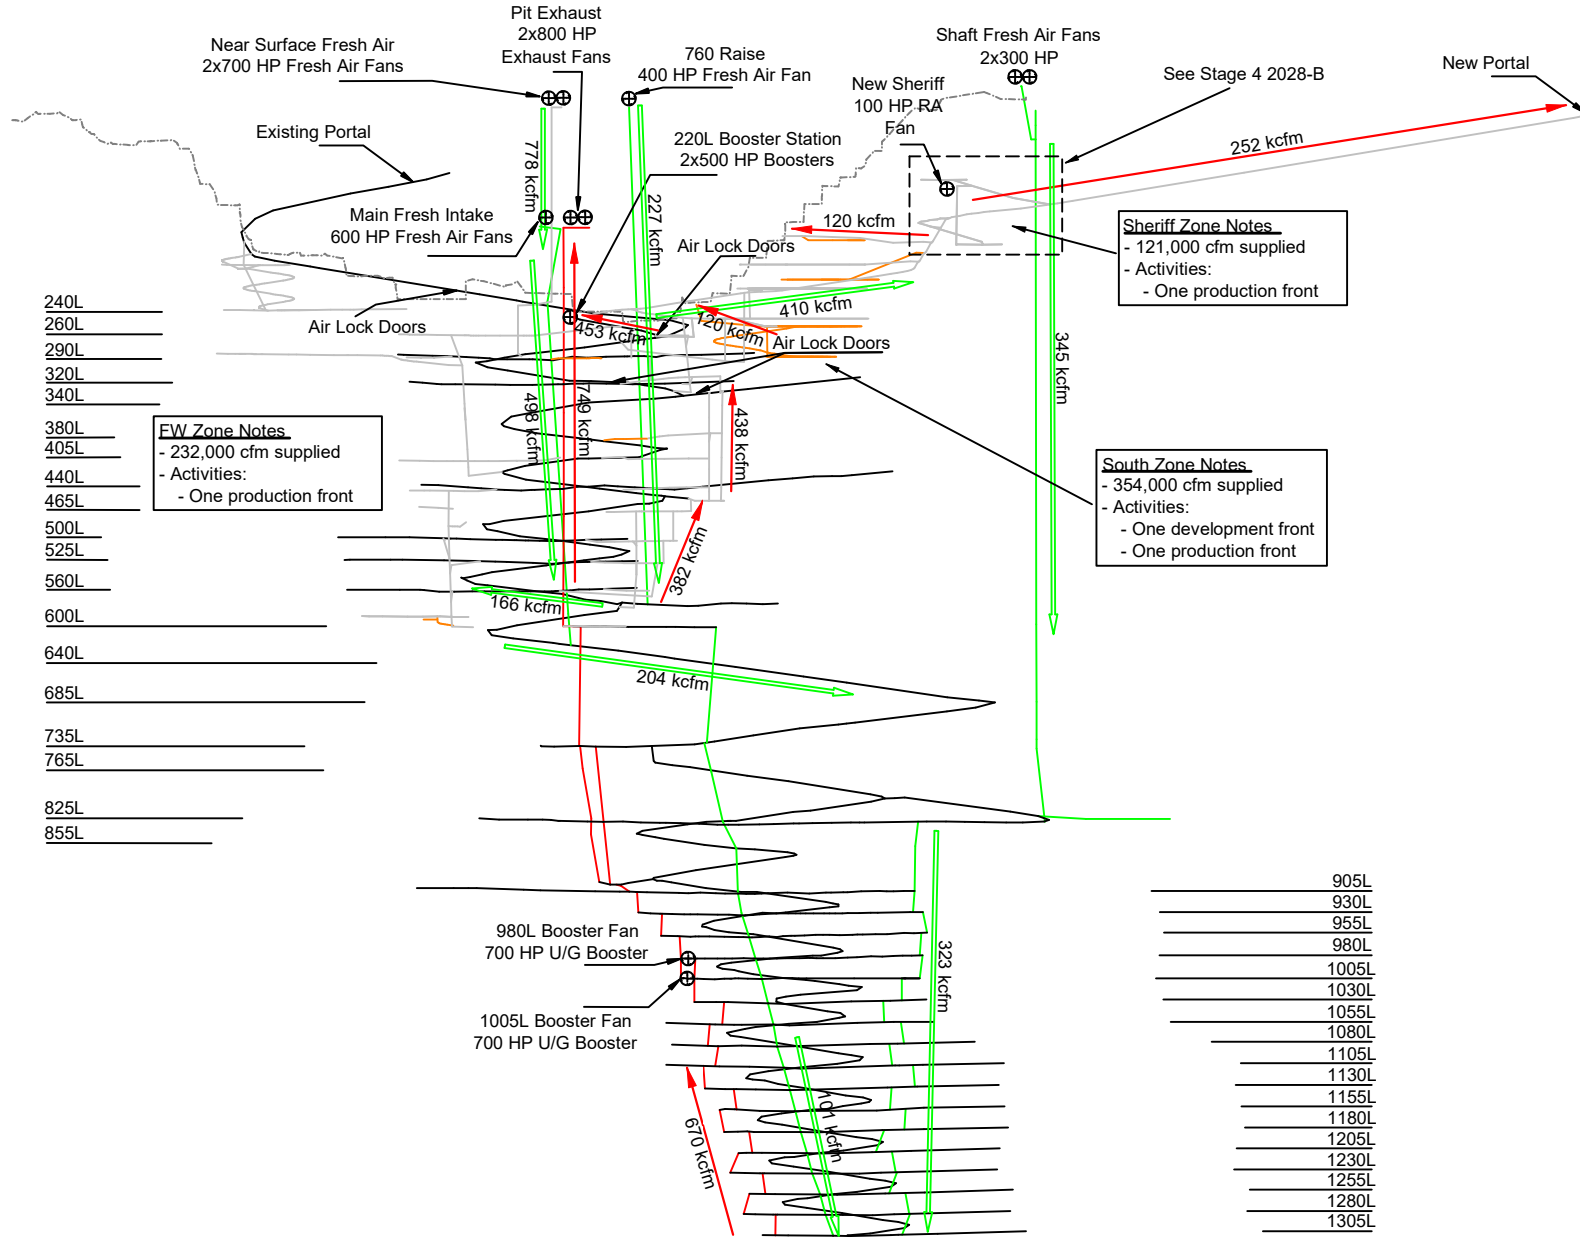 Pit Exhaust
2x800 HP
Exhaust Fans
Near Surface Fresh Air
2x700 HP Fresh Air Fans
760 Raise
400 HP Fresh Air Fan
Shaft Fresh Air Fans
2x300 HP
New Sheriff
100 HP RA
Fan
See Stage 4 2028-B
New Portal
Existing Portal
220L Booster Station
2x500 HP Boosters
778 kcfm
252 kcfm
Main Fresh Intake
600 HP Fresh Air Fans
227 kcfm
120 kcfm
Air Lock Doors
Sheriff Zone Notes
- 121,000 cfm supplied
- Activities:
- One production front
Air Lock Doors
453 kcfm
120 kcfm
410 kcfm
Air Lock Doors
345 kcfm
240L
260L
290L
320L
340L
380L
405L
440L
465L
500L
525L
560L
600L
640L
685L
735L
765L
825L
855L
FW Zone Notes
- 232,000 cfm supplied
- Activities:
- One production front
498 kcfm
749 kcfm
438 kcfm
382 kcfm
South Zone Notes
- 354,000 cfm supplied
- Activities:
- One development front
- One production front
166 kcfm
204 kcfm
980L Booster Fan
700 HP U/G Booster
1005L Booster Fan
700 HP U/G Booster
323 kcfm
101 kcfm
670 kcfm
905L
930L
955L
980L
1005L
1030L
1055L
1080L
1105L
1130L
1155L
1180L
1205L
1230L
1255L
1280L
1305L